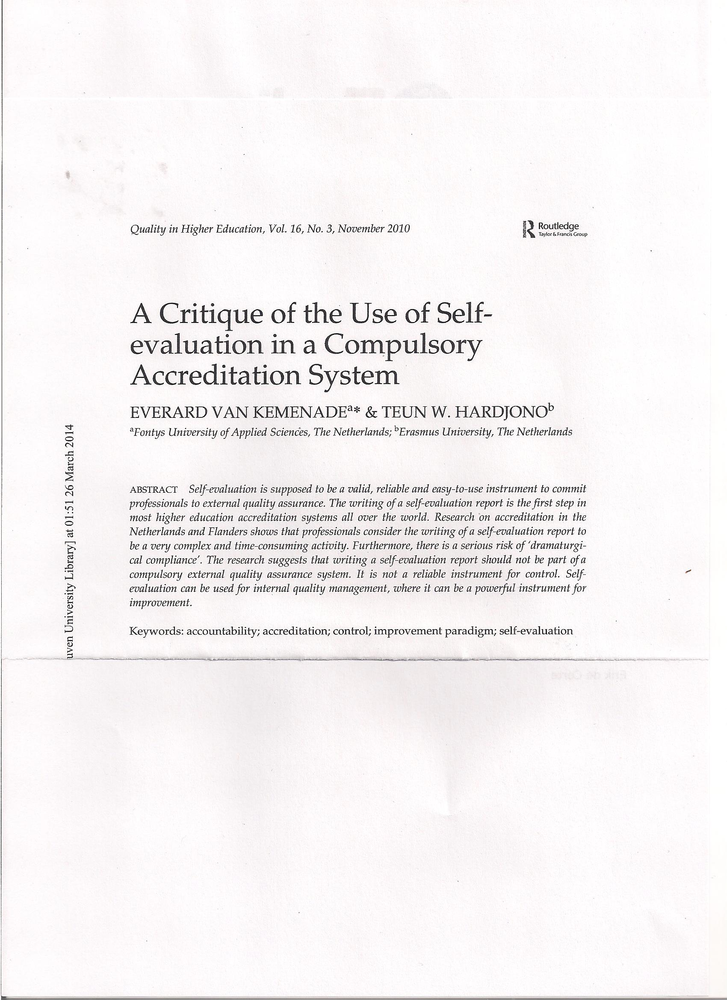 Quality in Higher Education, Vol. 16, No. 3, November 2010
ROUTLEDGE
Routledge
Taylor & Francis Group
A Critique of the Use of Self-
evaluation in a Compulsory
Accreditation System
EVERARD VAN KEMENADEa* & TEUN W. HARDJONOb
aFontys University of Applied Sciences, The Netherlands; bErasmus University, The Netherlands
ABSTRACT Self-evaluation is supposed to be a valid, reliable and easy-to-use instrument to commit
professionals to external quality assurance. The writing of a self-evaluation report is the first step in
most higher education accreditation systems all over the world. Research on accreditation in the
Netherlands and Flanders shows that professionals consider the writing of a self-evaluation report to
be a very complex and time-consuming activity. Furthermore, there is a serious risk of ‘dramaturgi-
cal compliance’. The research suggests that writing a self-evaluation report should not be part of a
compulsory external quality assurance system. It is not a reliable instrument for control. Self-
evaluation can be used for internal quality management, where it can be a powerful instrument for
improvement.
Keywords: accountability; accreditation; control; improvement paradigm; self-evaluation
uven University Library] at 01:51 26 March 2014